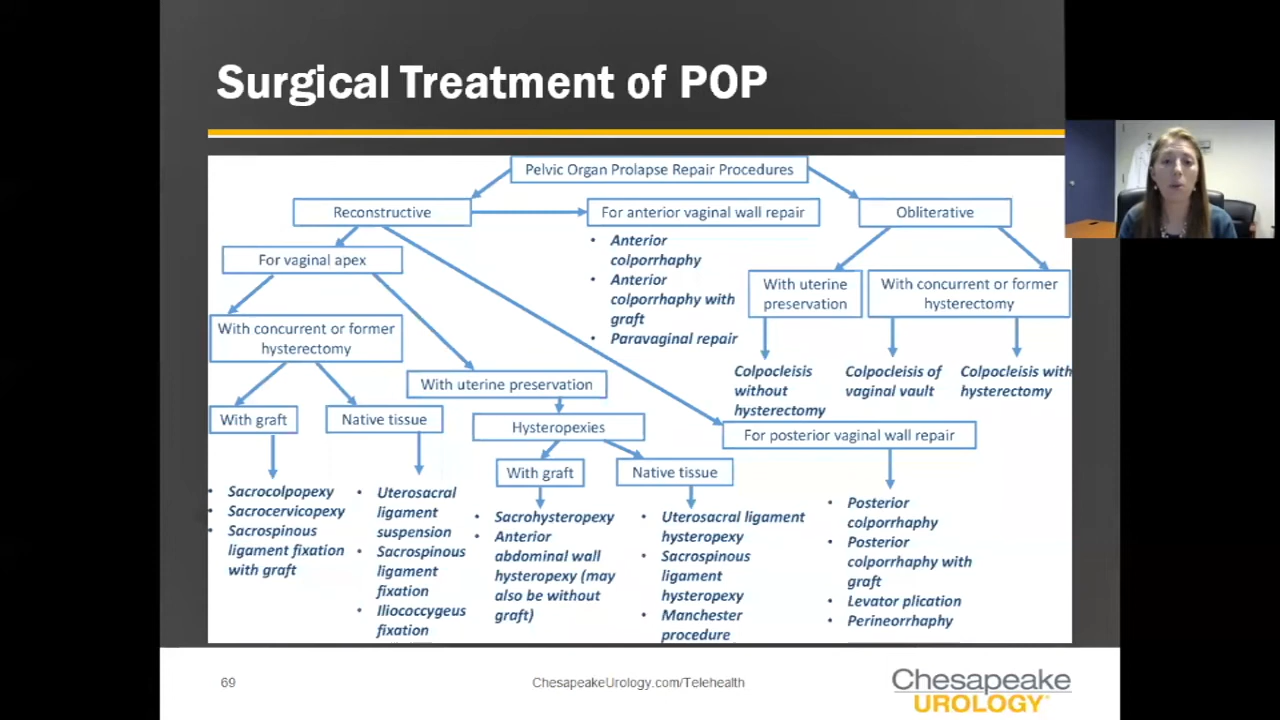 Surgical Treatment of POP
Pelvic Organ Prolapse Repair Procedures
Reconstructive
For anterior vaginal wall repair
Obliterative
• Anterior
colporrhaphy
• Anterior
colporrhaphy with
graft
• Paravaginal repair
For vaginal apex
With uterine
preservation
With concurrent or former
hysterectomy
With concurrent or former
hysterectomy
Colpocleisis
without
hysterectomy
Colpocleisis of
vaginal vault
Colpocleisis with
hysterectomy
With uterine preservation
With graft
Native tissue
Hysteropexies
For posterior vaginal wall repair
With graft
Native tissue
• Sacrocolpopexy
• Sacrocervicopexy
• Sacrospinous
ligament fixation
with graft
• Uterosacral
ligament
suspension
• Sacrospinous
ligament
fixation
• Iliococcygeus
fixation
• Sacrohysteropexy
• Anterior
abdominal wall
hysteropexy (may
also be without
graft)
• Uterosacral ligament
hysteropexy
• Sacrospinous
ligament
hysteropexy
• Manchester
procedure
• Posterior
colporrhaphy
• Posterior
colporrhaphy with
graft
• Levator plication
• Perineorrhaphy
69
ChesapeakeUrology.com/Telehealth
Chesapeake
UROLOGY